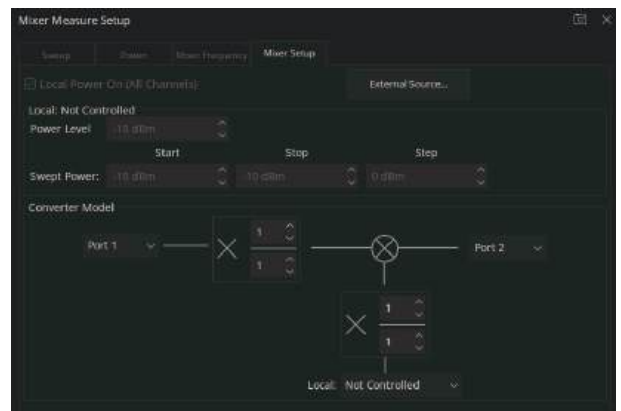 Mixer Measure Setup
Sweep Power Mixer Frequency Mixer Setup
Local Power On (All Channels) External Source...
Local: Not Controlled
Power Level -10 dBm
Start Stop Step
Swept Power: -10 dBm -10 dBm 0 dBm
Converter Model
Port 1 1 Port 2
1
1
1
Local: Not Controlled